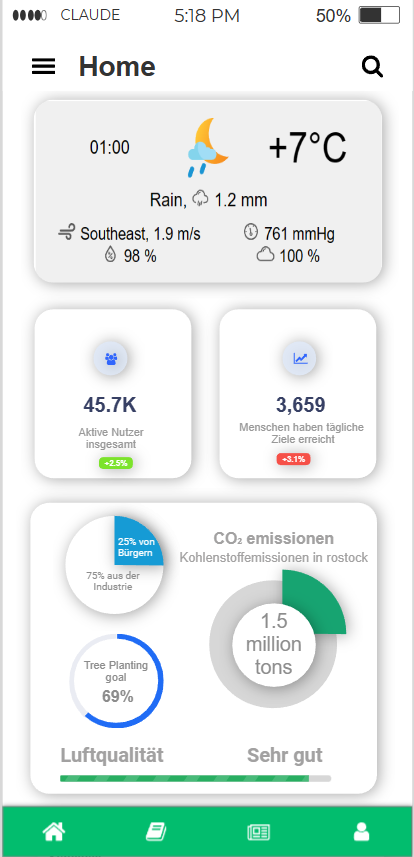 CLAUDE 5:18 PM 50%
Home
01:00 +7°C
Rain, 1.2 mm
Southeast, 1.9 m/s 761 mmHg
98 % 100 %
45.7K
Aktive Nutzer
insgesamt
+2.5%
3,659
Menschen haben tägliche
Ziele erreicht
+3.1%
25% von
Bürgern
75% aus der
Industrie
CO₂ emissionen
Kohlenstoffemissionen in rostock
1.5
million
tons
Tree Planting
goal
69%
Luftqualität Sehr gut